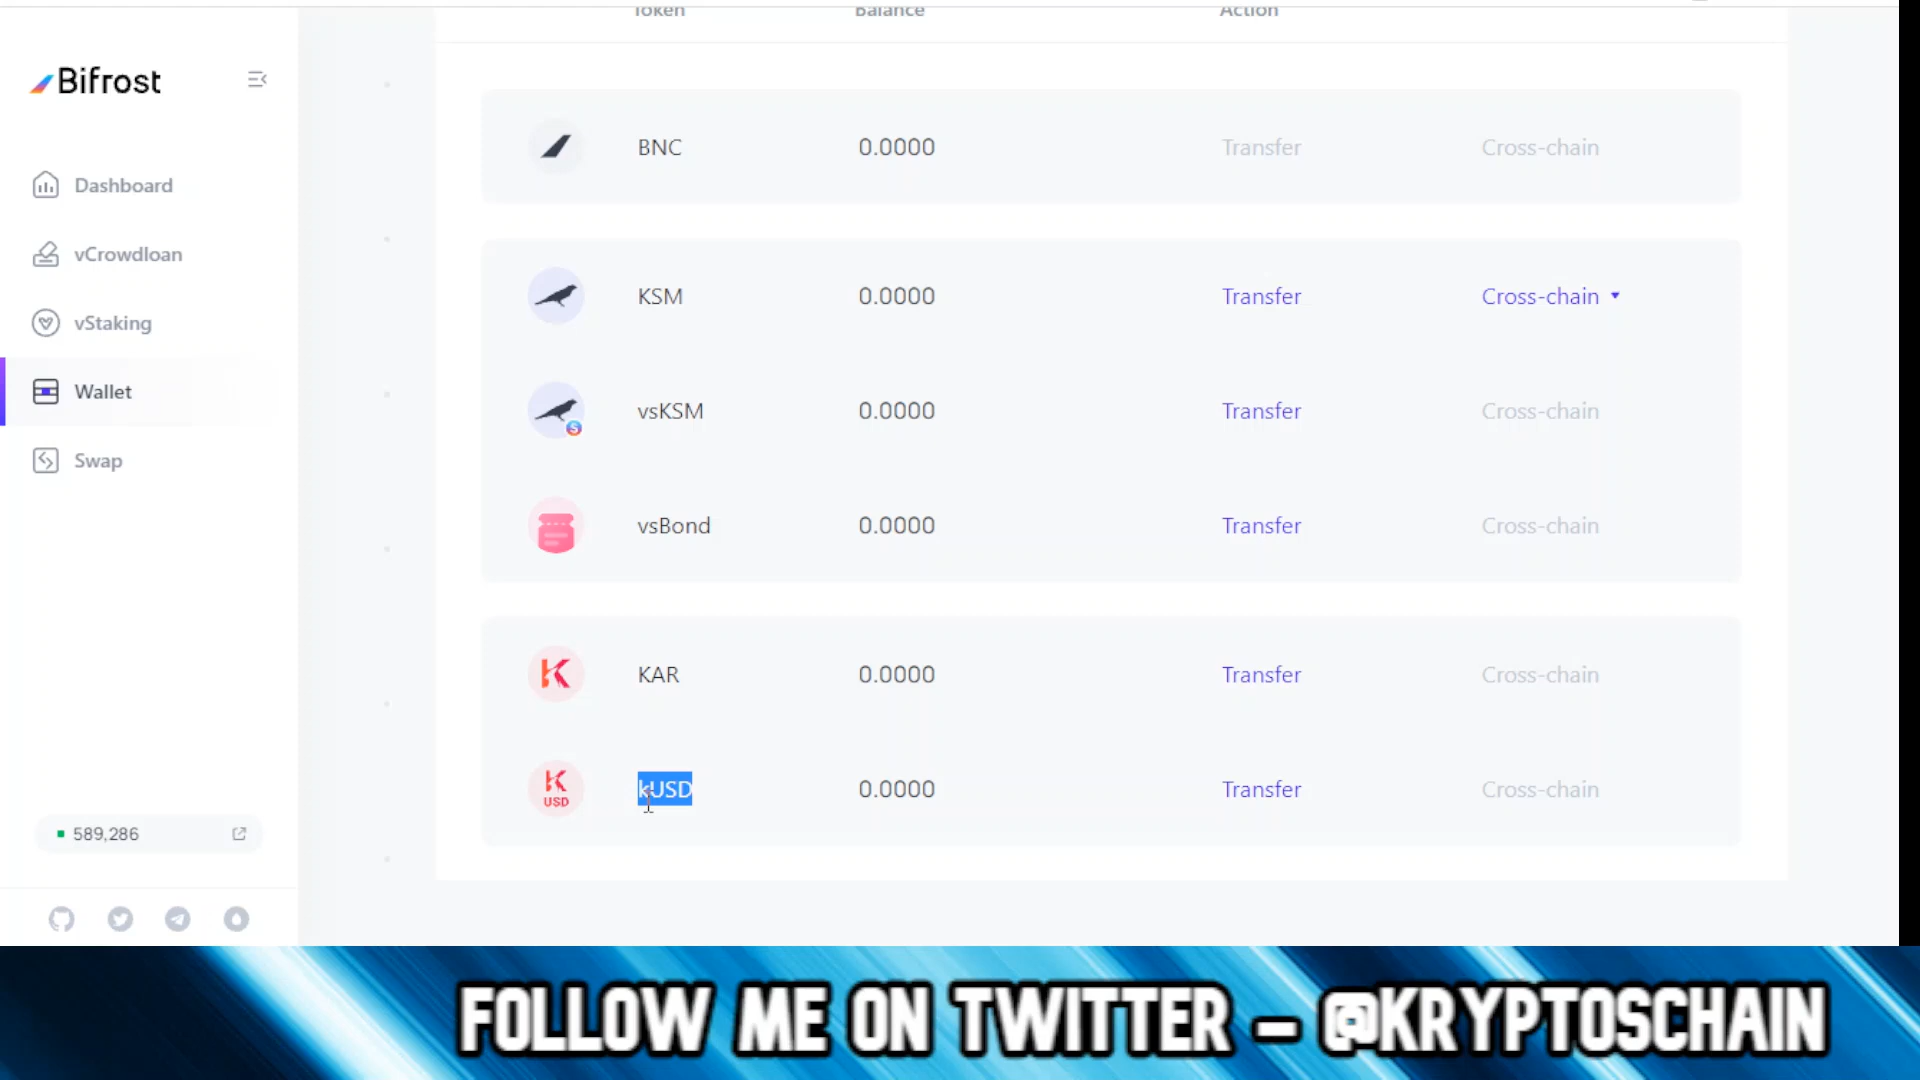 Token Balance Action
Bifrost
BNC 0.0000 Transfer Cross-chain
Dashboard
vCrowdloan
KSM 0.0000 Transfer Cross-chain
vStaking
Wallet
vsKSM 0.0000 Transfer Cross-chain
Swap
vsBond 0.0000 Transfer Cross-chain
KAR 0.0000 Transfer Cross-chain
K
USD
kUSD 0.0000 Transfer Cross-chain
589,286
FOLLOW ME ON TWITTER - @KRYPTOSCHAIN